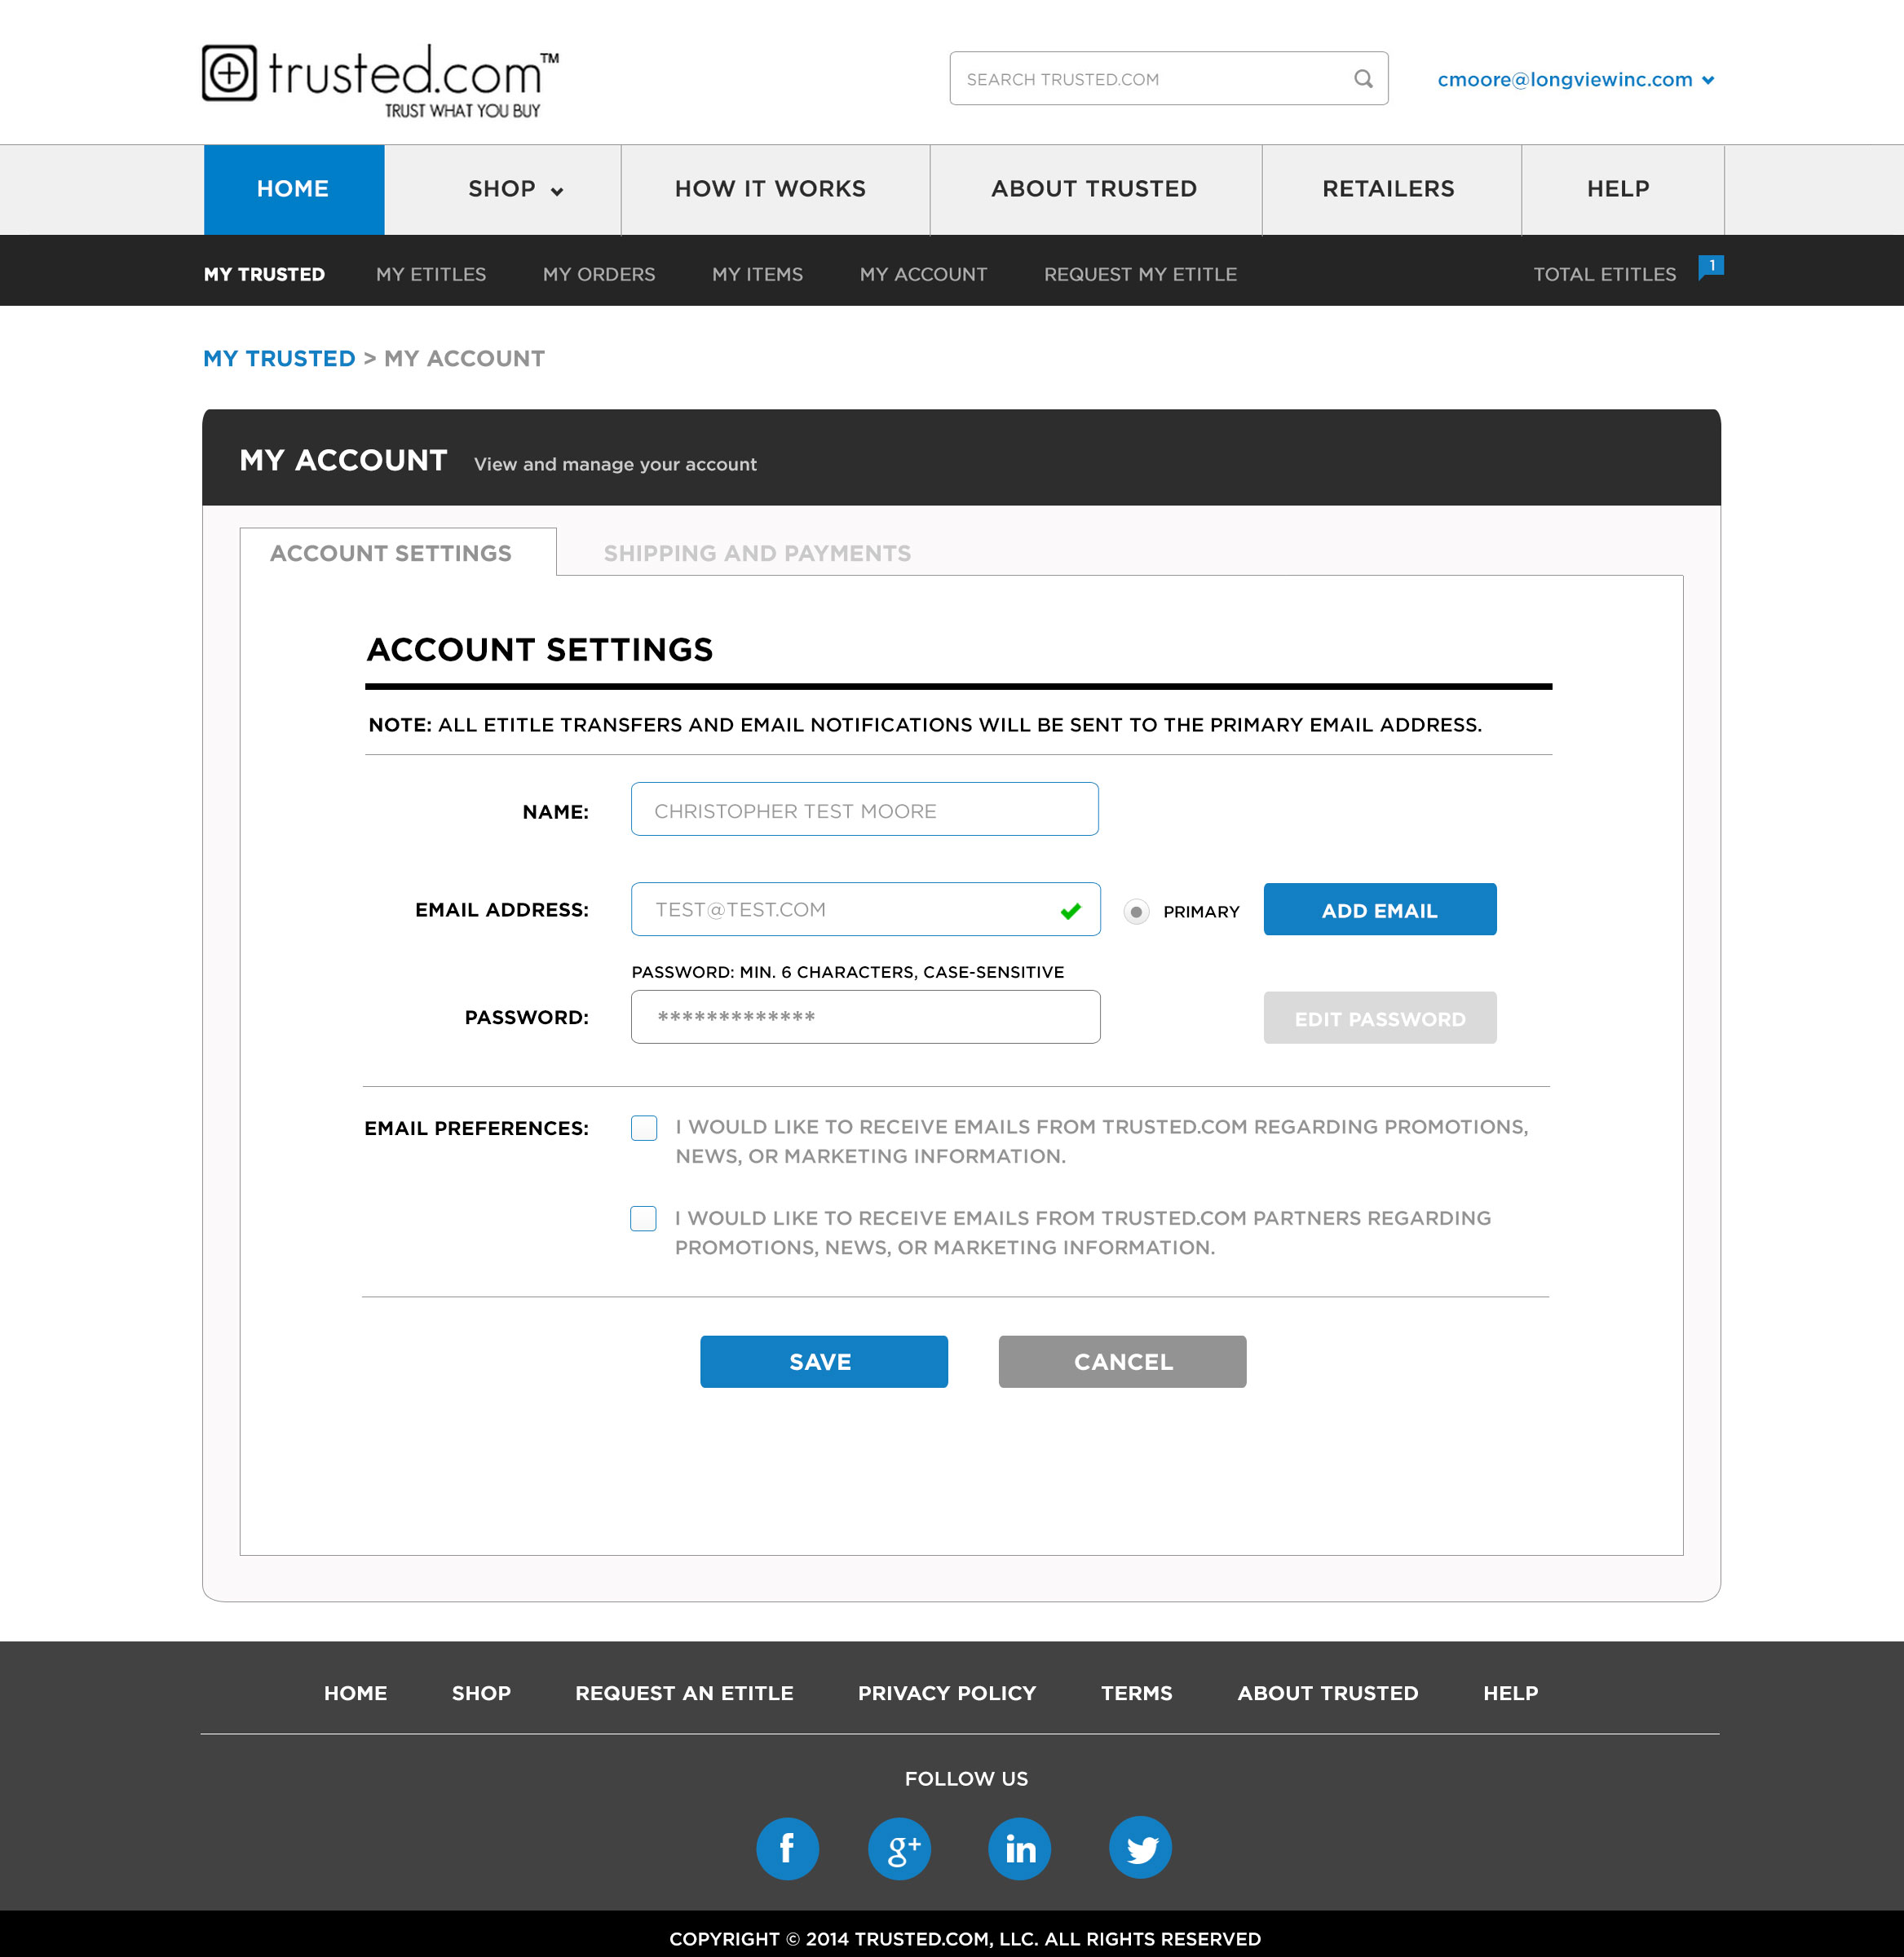 trusted.com™
TRUST WHAT YOU BUY
SEARCH TRUSTED.COM
cmoore@longviewinc.com
HOME SHOP HOW IT WORKS ABOUT TRUSTED RETAILERS HELP
MY TRUSTED MY ETITLES MY ORDERS MY ITEMS MY ACCOUNT REQUEST MY ETITLE TOTAL ETITLES 1
MY TRUSTED > MY ACCOUNT
MY ACCOUNT View and manage your account
ACCOUNT SETTINGS SHIPPING AND PAYMENTS
ACCOUNT SETTINGS
NOTE: ALL ETITLE TRANSFERS AND EMAIL NOTIFICATIONS WILL BE SENT TO THE PRIMARY EMAIL ADDRESS.
NAME: CHRISTOPHER TEST MOORE
EMAIL ADDRESS: TEST@TEST.COM PRIMARY ADD EMAIL
PASSWORD: MIN. 6 CHARACTERS, CASE-SENSITIVE
PASSWORD: ************* EDIT PASSWORD
EMAIL PREFERENCES: I WOULD LIKE TO RECEIVE EMAILS FROM TRUSTED.COM REGARDING PROMOTIONS,
NEWS, OR MARKETING INFORMATION.
I WOULD LIKE TO RECEIVE EMAILS FROM TRUSTED.COM PARTNERS REGARDING
PROMOTIONS, NEWS, OR MARKETING INFORMATION.
SAVE CANCEL
HOME SHOP REQUEST AN ETITLE PRIVACY POLICY TERMS ABOUT TRUSTED HELP
FOLLOW US
f g+ in
COPYRIGHT © 2014 TRUSTED.COM, LLC. ALL RIGHTS RESERVED